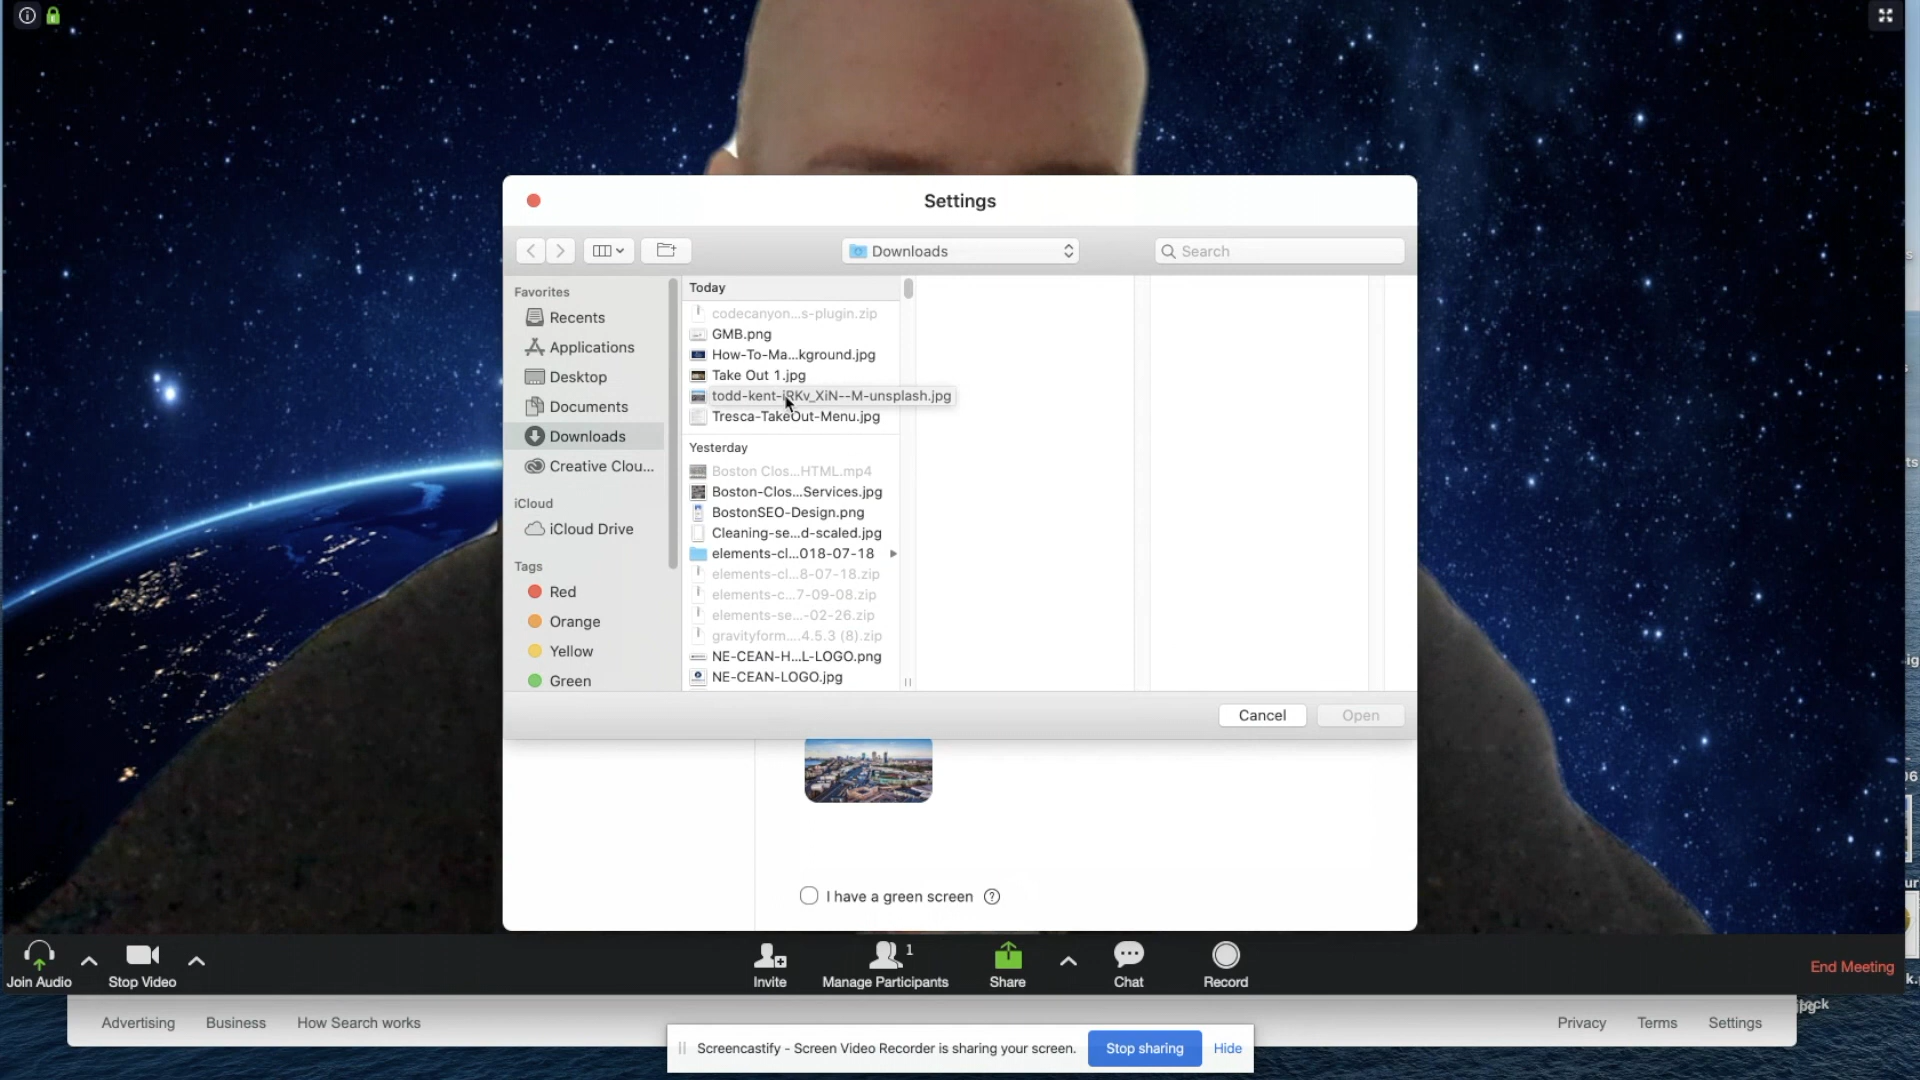 Settings
Downloads
Search
Favorites
Recents
Applications
Desktop
Documents
Downloads
Creative Clou...
iCloud
iCloud Drive
Tags
Red
Orange
Yellow
Green
Today
codecanyon...s-plugin.zip
GMB.png
How-To-Ma...kground.jpg
Take Out 1.jpg
todd-kent-iRKv_XiN--M-unsplash.jpg
Tresca-TakeOut-Menu.jpg
Yesterday
Boston Clos...HTML.mp4
Boston-Clos...Services.jpg
BostonSEO-Design.png
Cleaning-se...d-scaled.jpg
elements-cl...018-07-18
elements-cl...8-07-18.zip
elements-c...7-09-08.zip
elements-se...-02-26.zip
gravityform....4.5.3 (8).zip
NE-CEAN-H...L-LOGO.png
NE-CEAN-LOGO.jpg
Cancel
Open
I have a green screen
Join Audio
Stop Video
Invite
1
Manage Participants
Share
Chat
Record
End Meeting
Advertising
Business
How Search works
Privacy
Terms
Settings
Screencastify - Screen Video Recorder is sharing your screen.
Stop sharing
Hide